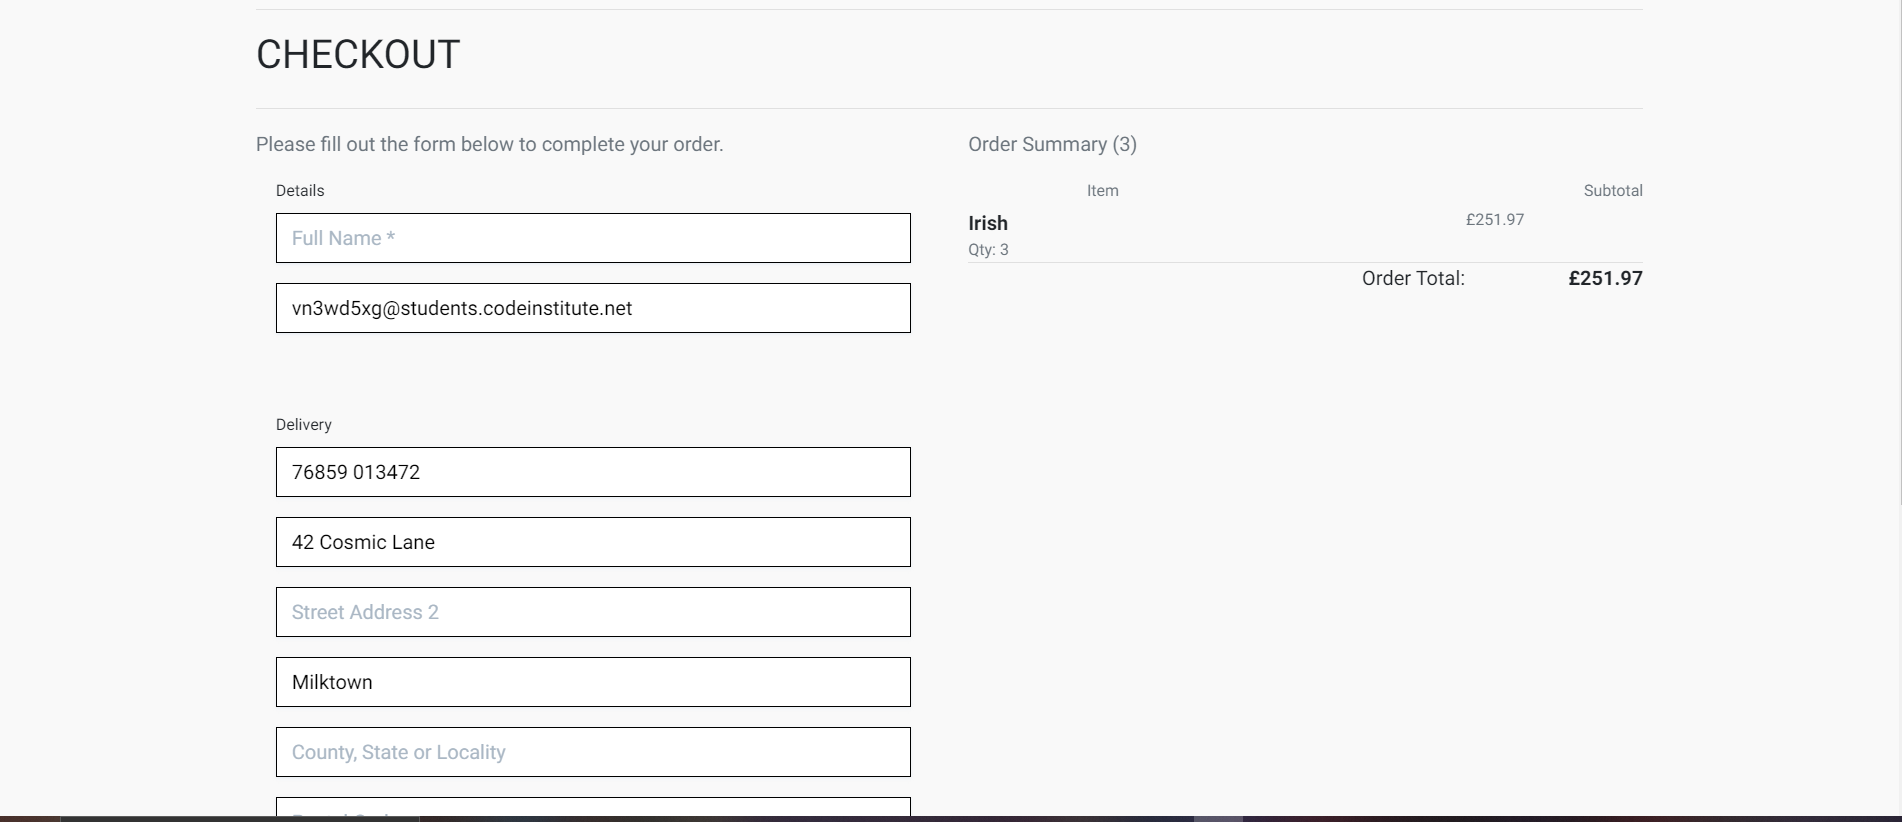 CHECKOUT
Please fill out the form below to complete your order.
Details
Full Name *
vn3wd5xg@students.codeinstitute.net
Delivery
76859 013472
42 Cosmic Lane
Street Address 2
Milktown
County, State or Locality
Order Summary (3)
Item Subtotal
Irish £251.97
Qty: 3
Order Total: £251.97